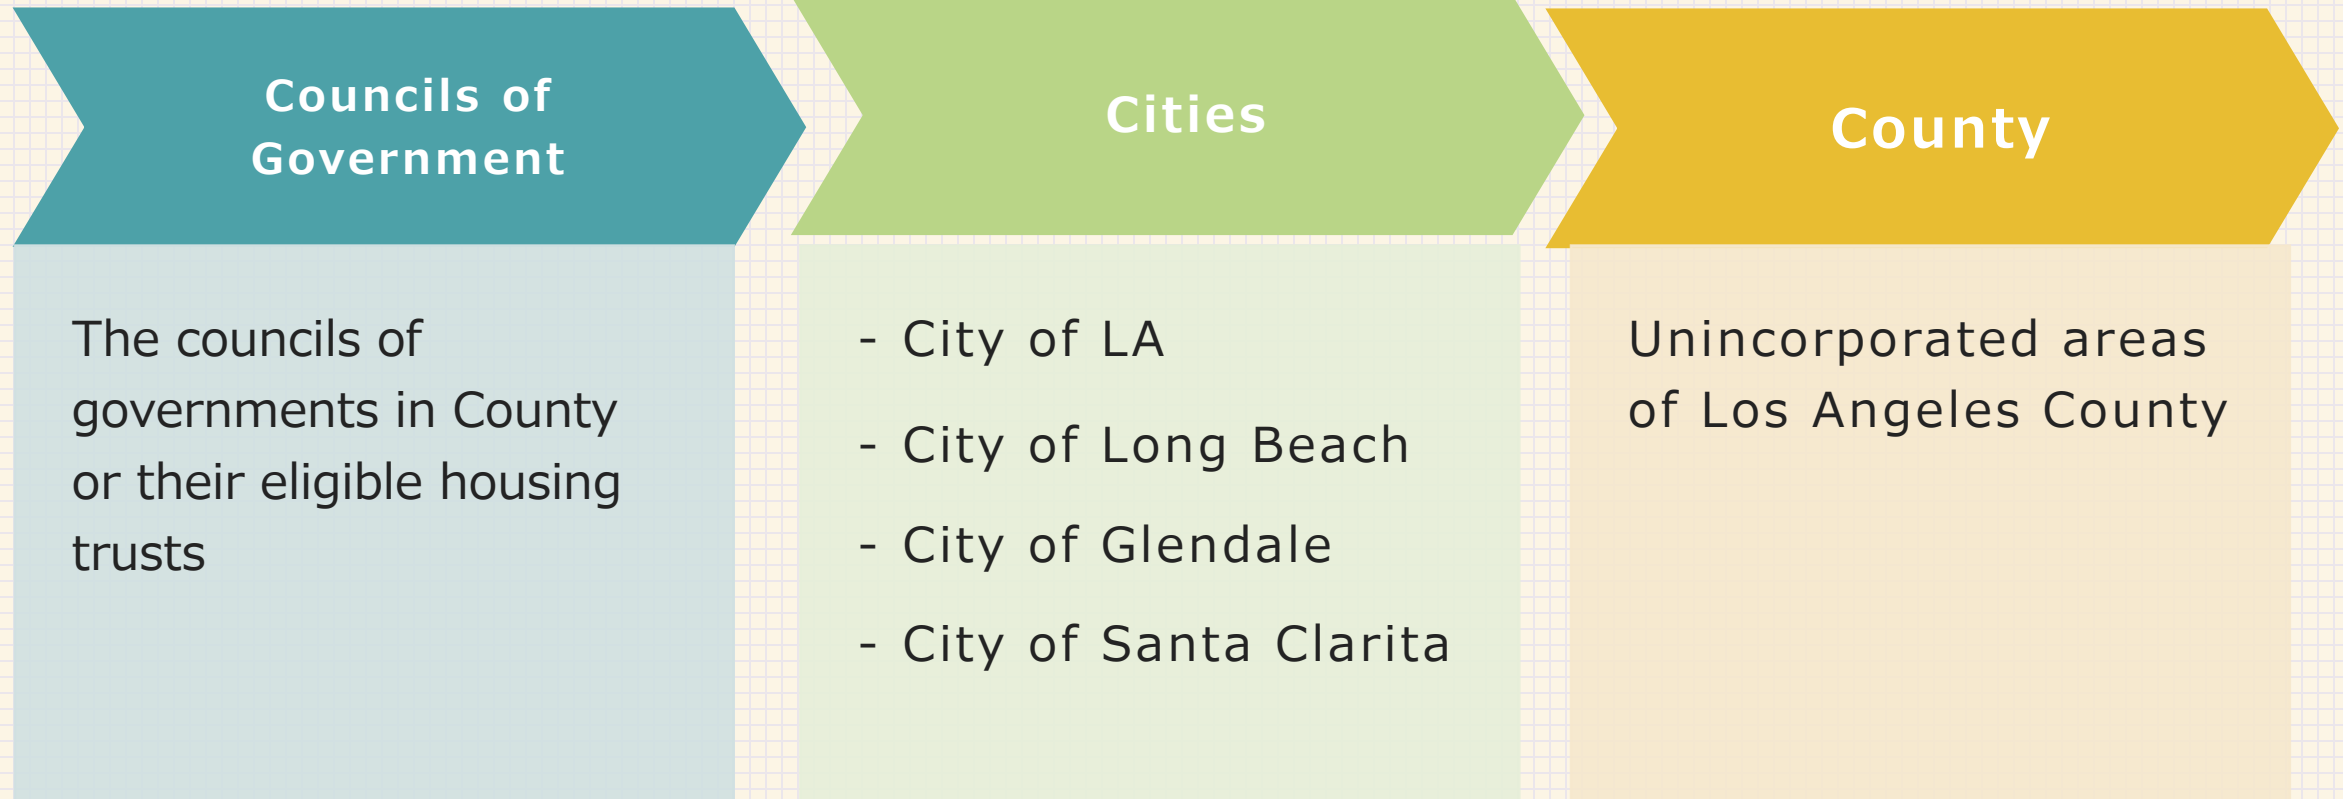 Councils of
Government
The councils of
governments in County
or their eligible housing
trusts
Cities
- City of LA
- City of Long Beach
- City of Glendale
- City of Santa Clarita
County
Unincorporated areas
of Los Angeles County